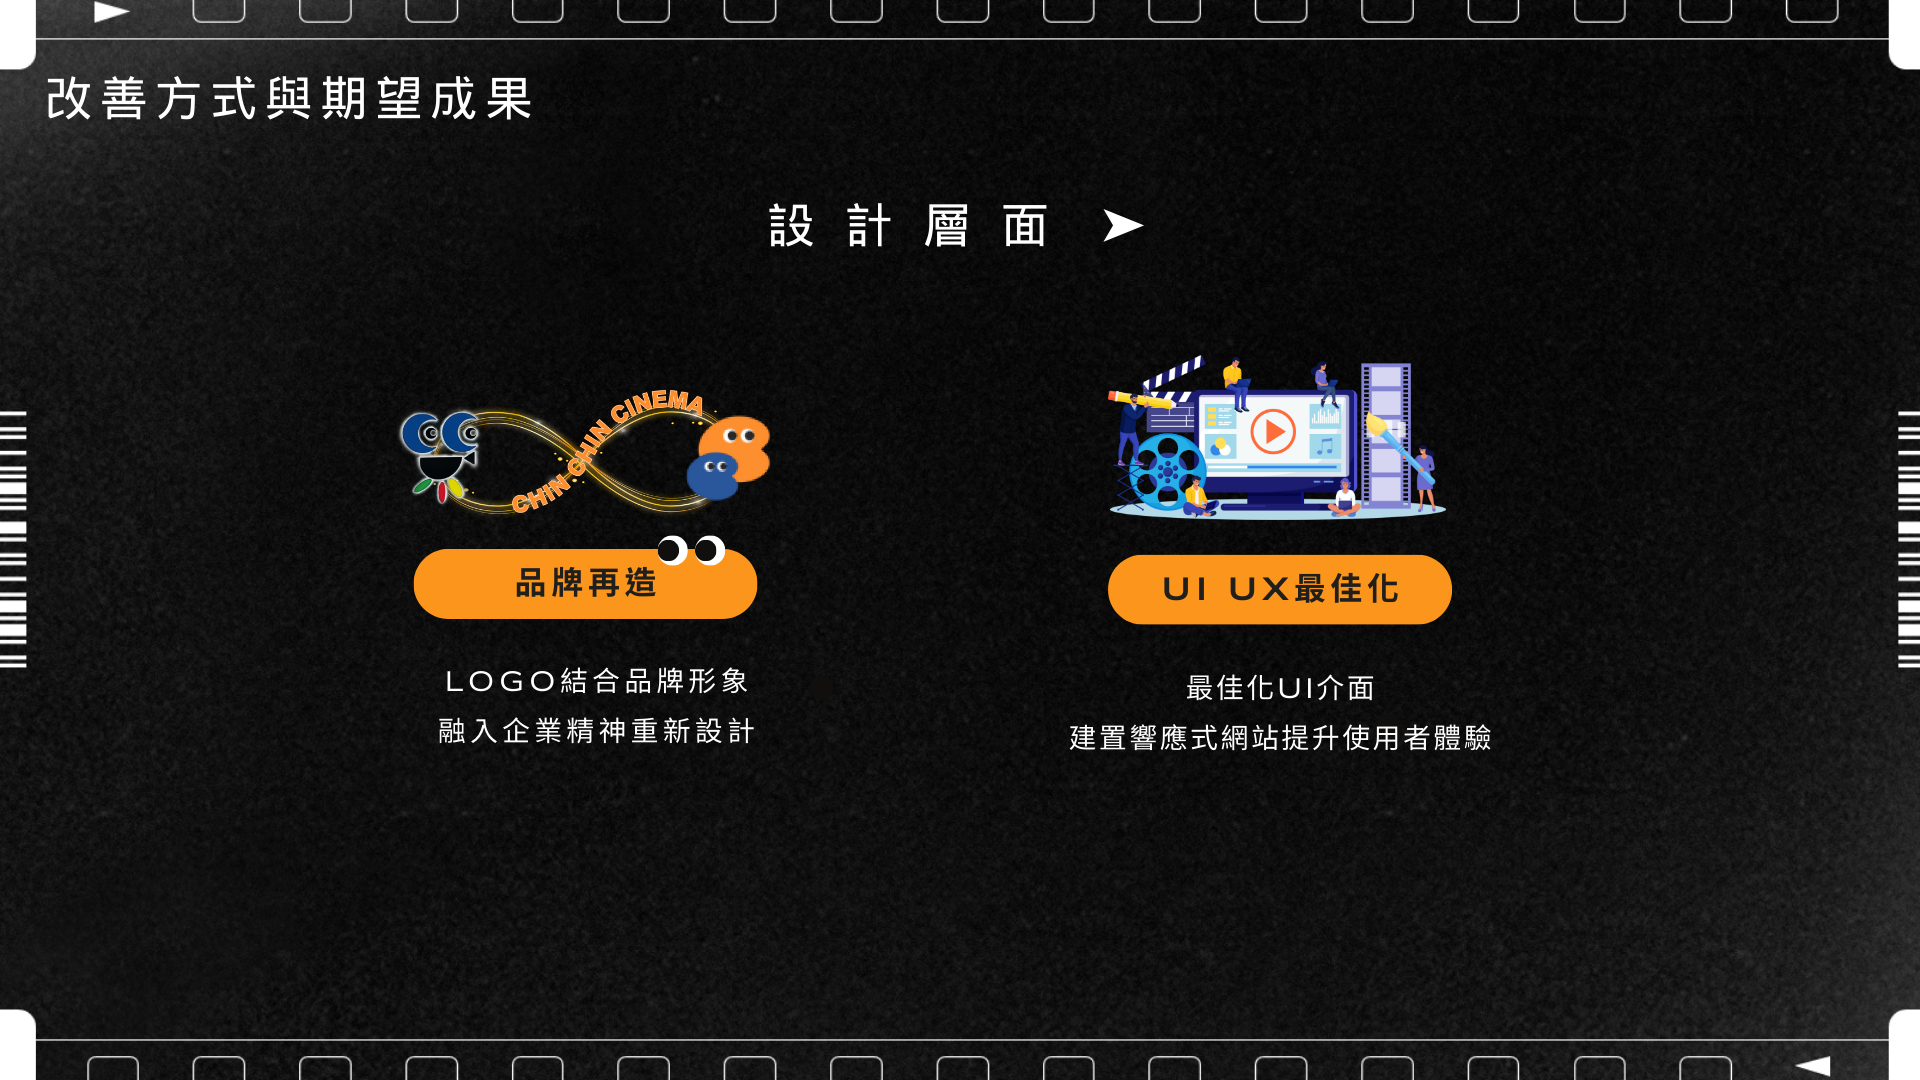 改善方式與期望成果
設計層面
CHIN CHIN CINEMA
品牌再造
LOGO結合品牌形象
融入企業精神重新設計
UI UX最佳化
最佳化UI介面
建置響應式網站提升使用者體驗